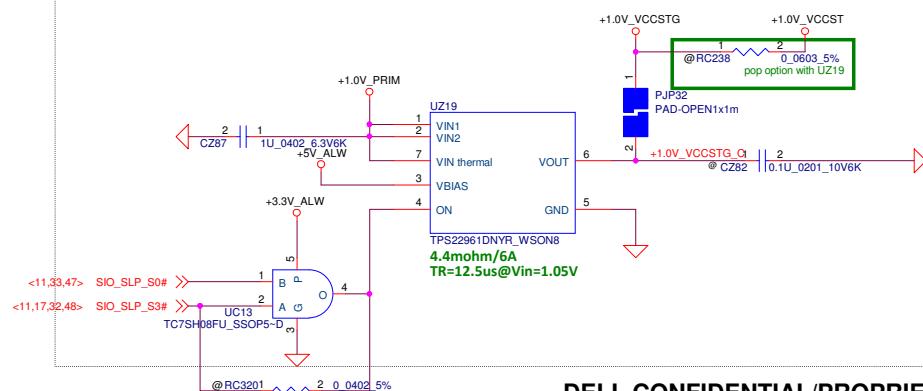 +1.0V_VCCSTG
+1.0V_VCCST
1
2
@RC238
0_0603_5%
pop option with UZ19
+1.0V_PRIM
1
PJP32
PAD-OPEN1x1m
2
UZ19
1
VIN1
2
VIN2
2
1
CZ87
1U_0402_6.3V6K
+5V_ALW
7
VIN thermal
VOUT
6
+1.0V_VCCSTG_C
1
2
@
CZ82
0.1U_0201_10V6K
3
VBIAS
4
ON
GND
5
+3.3V_ALW
TPS22961DNYR_WSON8
4.4mohm/6A
TR=12.5us@Vin=1.05V
5
P
<11,33,47>
SIO_SLP_S0#
1
B
O
4
<11,17,32,48>
SIO_SLP_S3#
2
A
G
UC13
3
TC7SH08FU_SSOP5~D
@
RC320
1
2
0_0402_5%